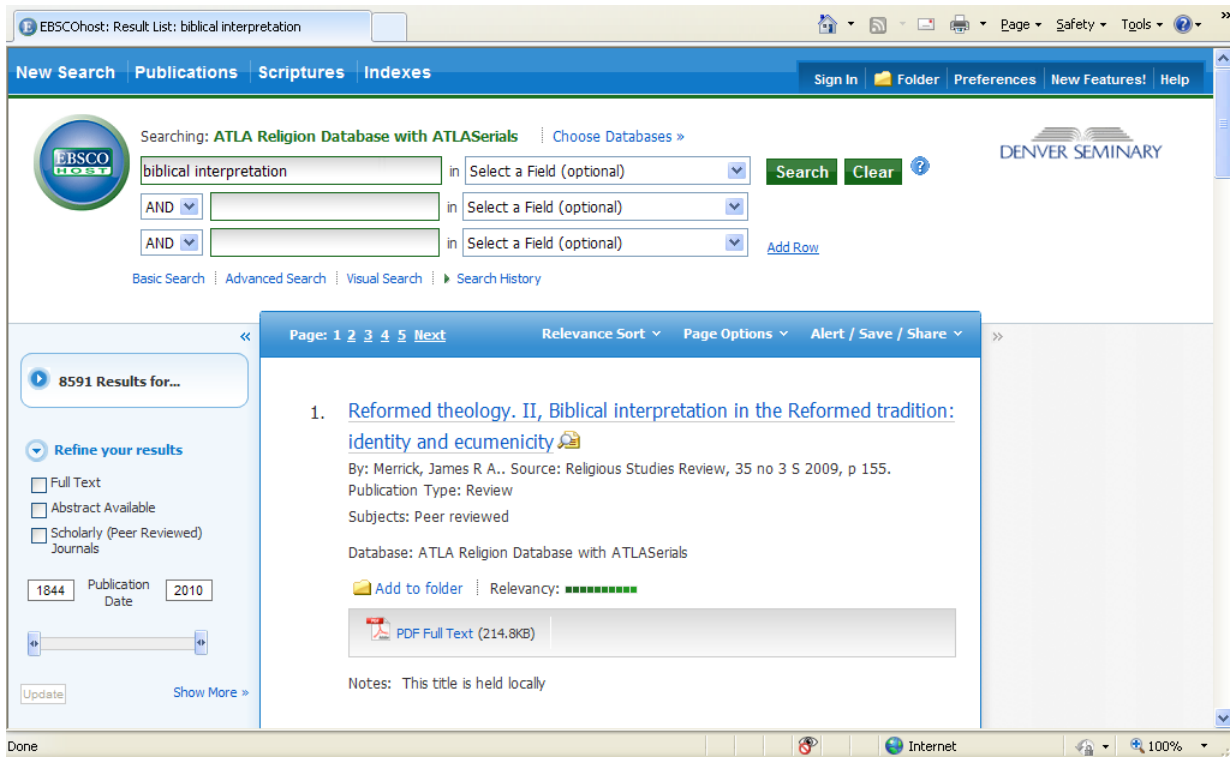 EBSCOhost: Result List: biblical interpretation
Page Safety Tools »
New Search Publications Scriptures Indexes
Sign In Folder Preferences New Features! Help
EBSCO
HOST
Searching: ATLA Religion Database with ATLASerials Choose Databases »
DENVER SEMINARY
biblical interpretation in Select a Field (optional) Search Clear ?
AND in Select a Field (optional)
AND in Select a Field (optional) Add Row
Basic Search Advanced Search Visual Search Search History
« Page: 1 2 3 4 5 Next Relevance Sort Page Options Alert / Save / Share »
8591 Results for...
Refine your results
Full Text
Abstract Available
Scholarly (Peer Reviewed)
Journals
1844 Publication 2010
Date
Update Show More »
1. Reformed theology. II, Biblical interpretation in the Reformed tradition:
identity and ecumenicity
By: Merrick, James R A.. Source: Religious Studies Review, 35 no 3 S 2009, p 155.
Publication Type: Review
Subjects: Peer reviewed
Database: ATLA Religion Database with ATLASerials
Add to folder Relevancy:
PDF Full Text (214.8KB)
Notes: This title is held locally
Done Internet 100%